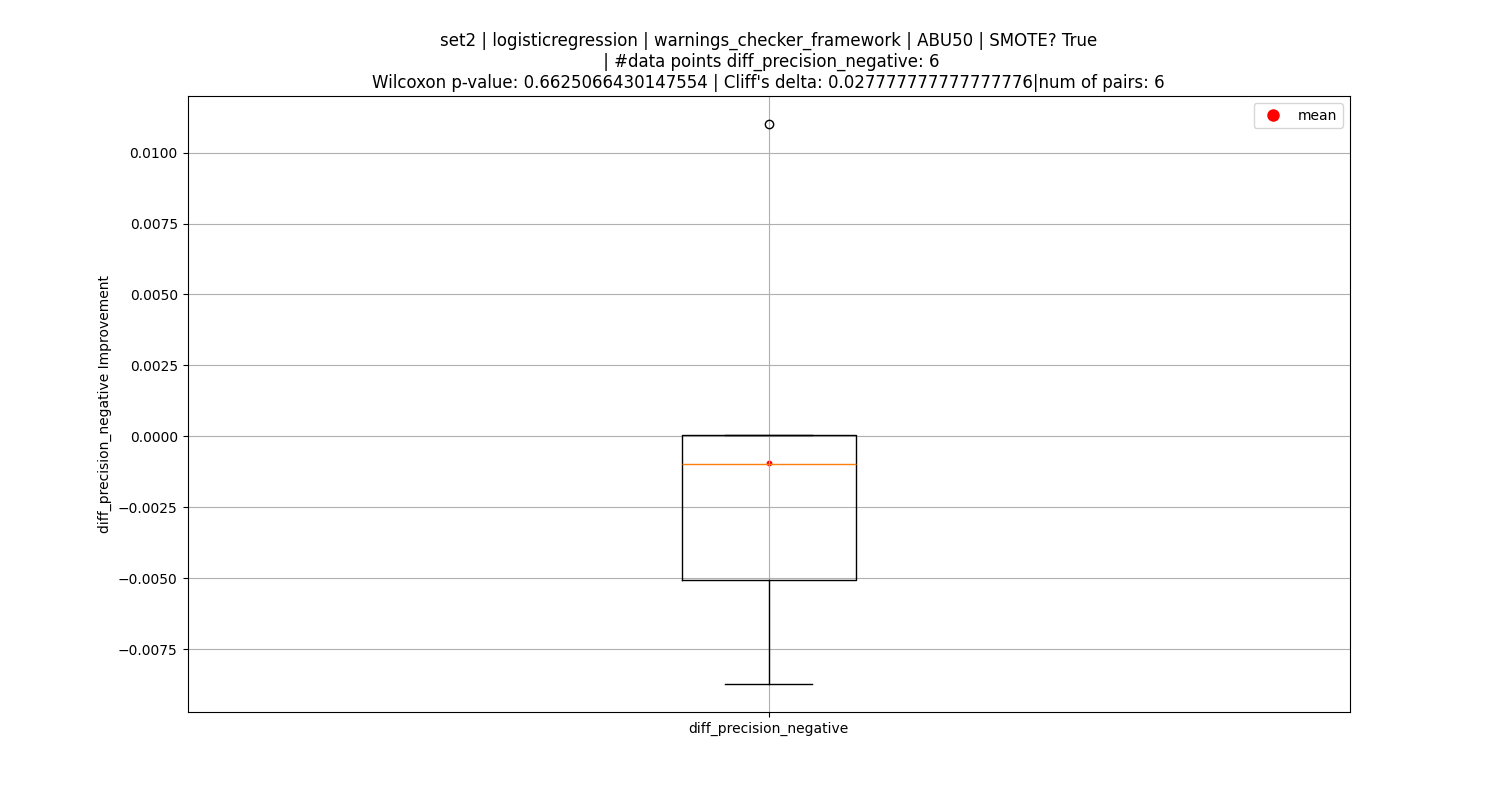 set2 | logisticregression | warnings_checker_framework | ABU50 | SMOTE? True
| #data points diff_precision_negative: 6
Wilcoxon p-value: 0.6625066430147554 | Cliff's delta: 0.027777777777777776|num of pairs: 6
mean
0.0100
0.0075
0.0050
0.0025
0.0000
−0.0025
−0.0050
−0.0075
diff_precision_negative Improvement
diff_precision_negative